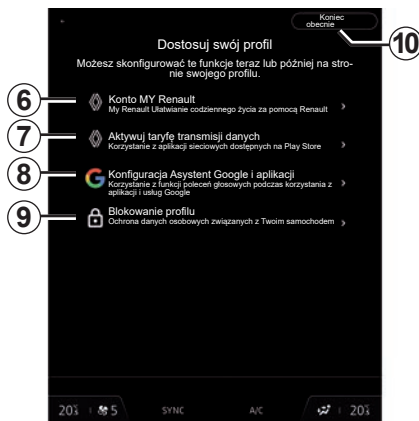 Koniec
obecnie
10
Dostosuj swój profil
Możesz skonfigurować te funkcje teraz lub później na stro-
nie swojego profilu.
6
Konto MY Renault
My Renault Ułatwianie codziennego życia za pomocą Renault
7
Aktywuj taryfę transmisji danych
Korzystanie z aplikacji sieciowych dostępnych na Play Store
8
Konfiguracja Asystent Google i aplikacji
Korzystanie z funkcji poleceń głosowych podczas korzystania z
aplikacji i usług Google
9
Blokowanie profilu
Ochrona danych osobowych związanych z Twoim samochodem
20 5 SYNC A/C 20